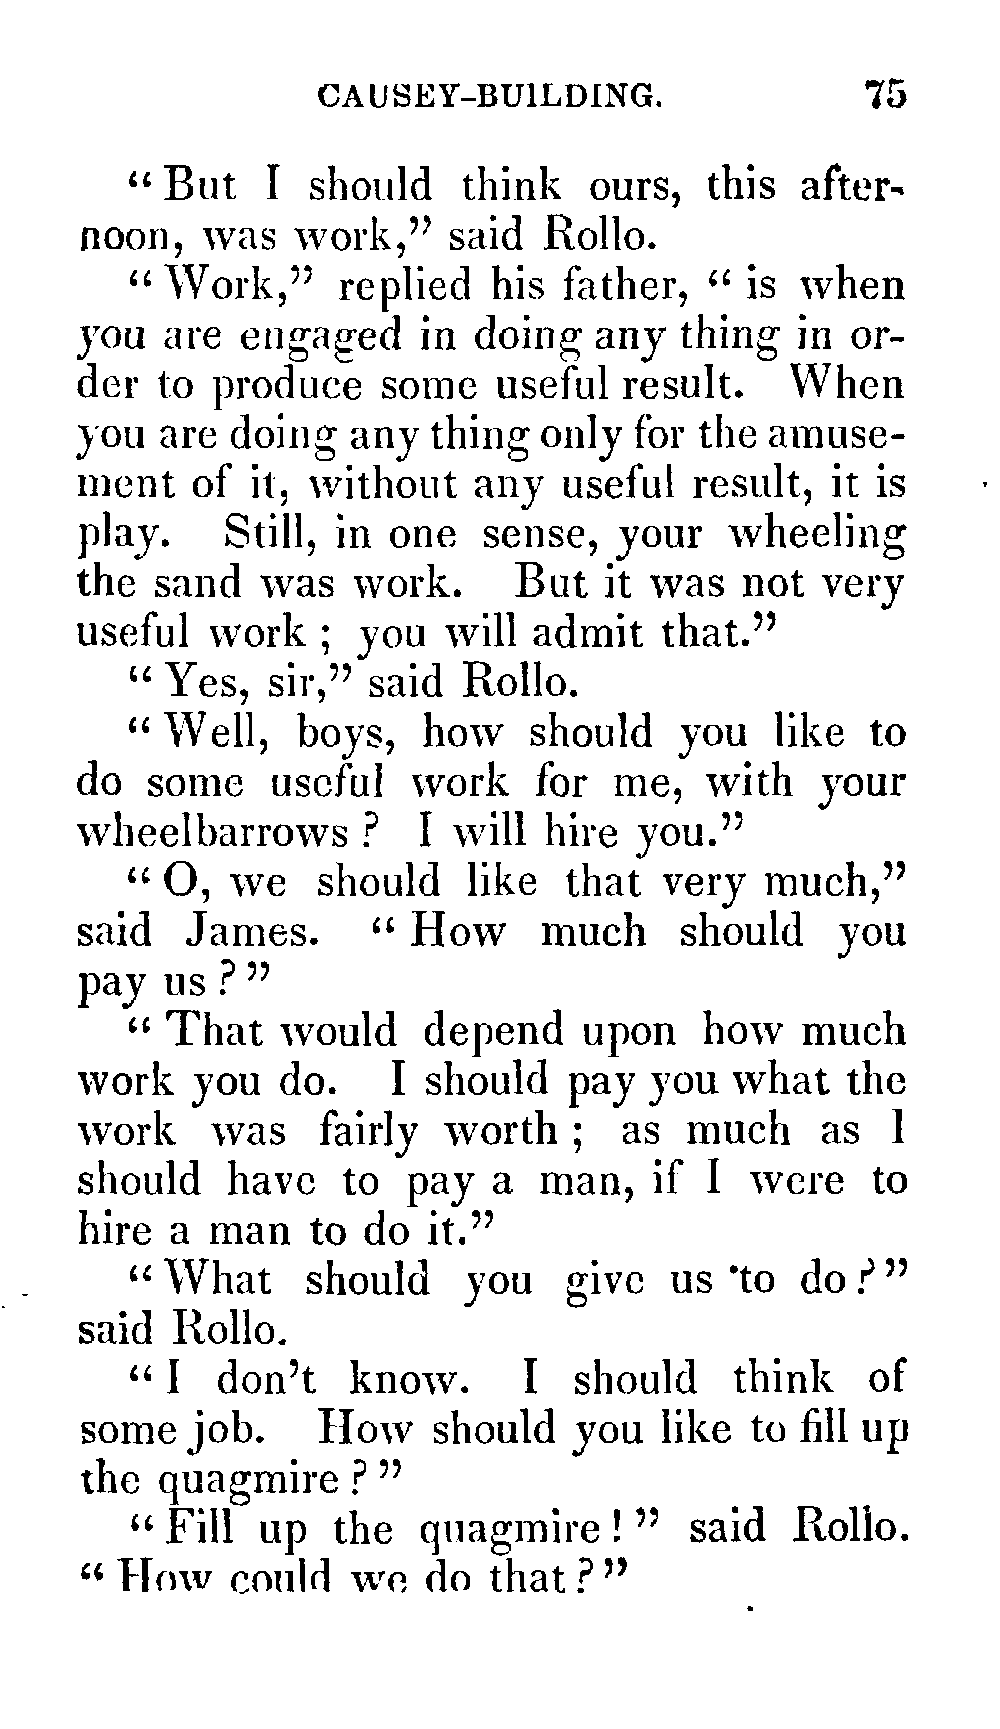 CAUSEY-BUILDING. 75
“ But I should think ours, this after-
noon, was work,” said Rollo.
“ Work,” replied his father, “ is when
you are engaged in doing any thing in or-
der to produce some useful result. When
you are doing any thing only for the amuse-
ment of it, without any useful result, it is
play. Still, in one sense, your wheeling
the sand was work. But it was not very
useful work ; you will admit that.”
“ Yes, sir,” said Rollo.
“ Well, boys, how should you like to
do some useful work for me, with your
wheelbarrows ? I will hire you.”
“ O, we should like that very much,”
said James. “ How much should you
pay us ? ”
“ That would depend upon how much
work you do. I should pay you what the
work was fairly worth ; as much as I
should have to pay a man, if I were to
hire a man to do it.”
“ What should you give us to do ? ”
said Rollo.
“ I don’t know. I should think of
some job. How should you like to fill up
the quagmire ? ”
“ Fill up the quagmire ! ” said Rollo.
“ How could we do that ? ”